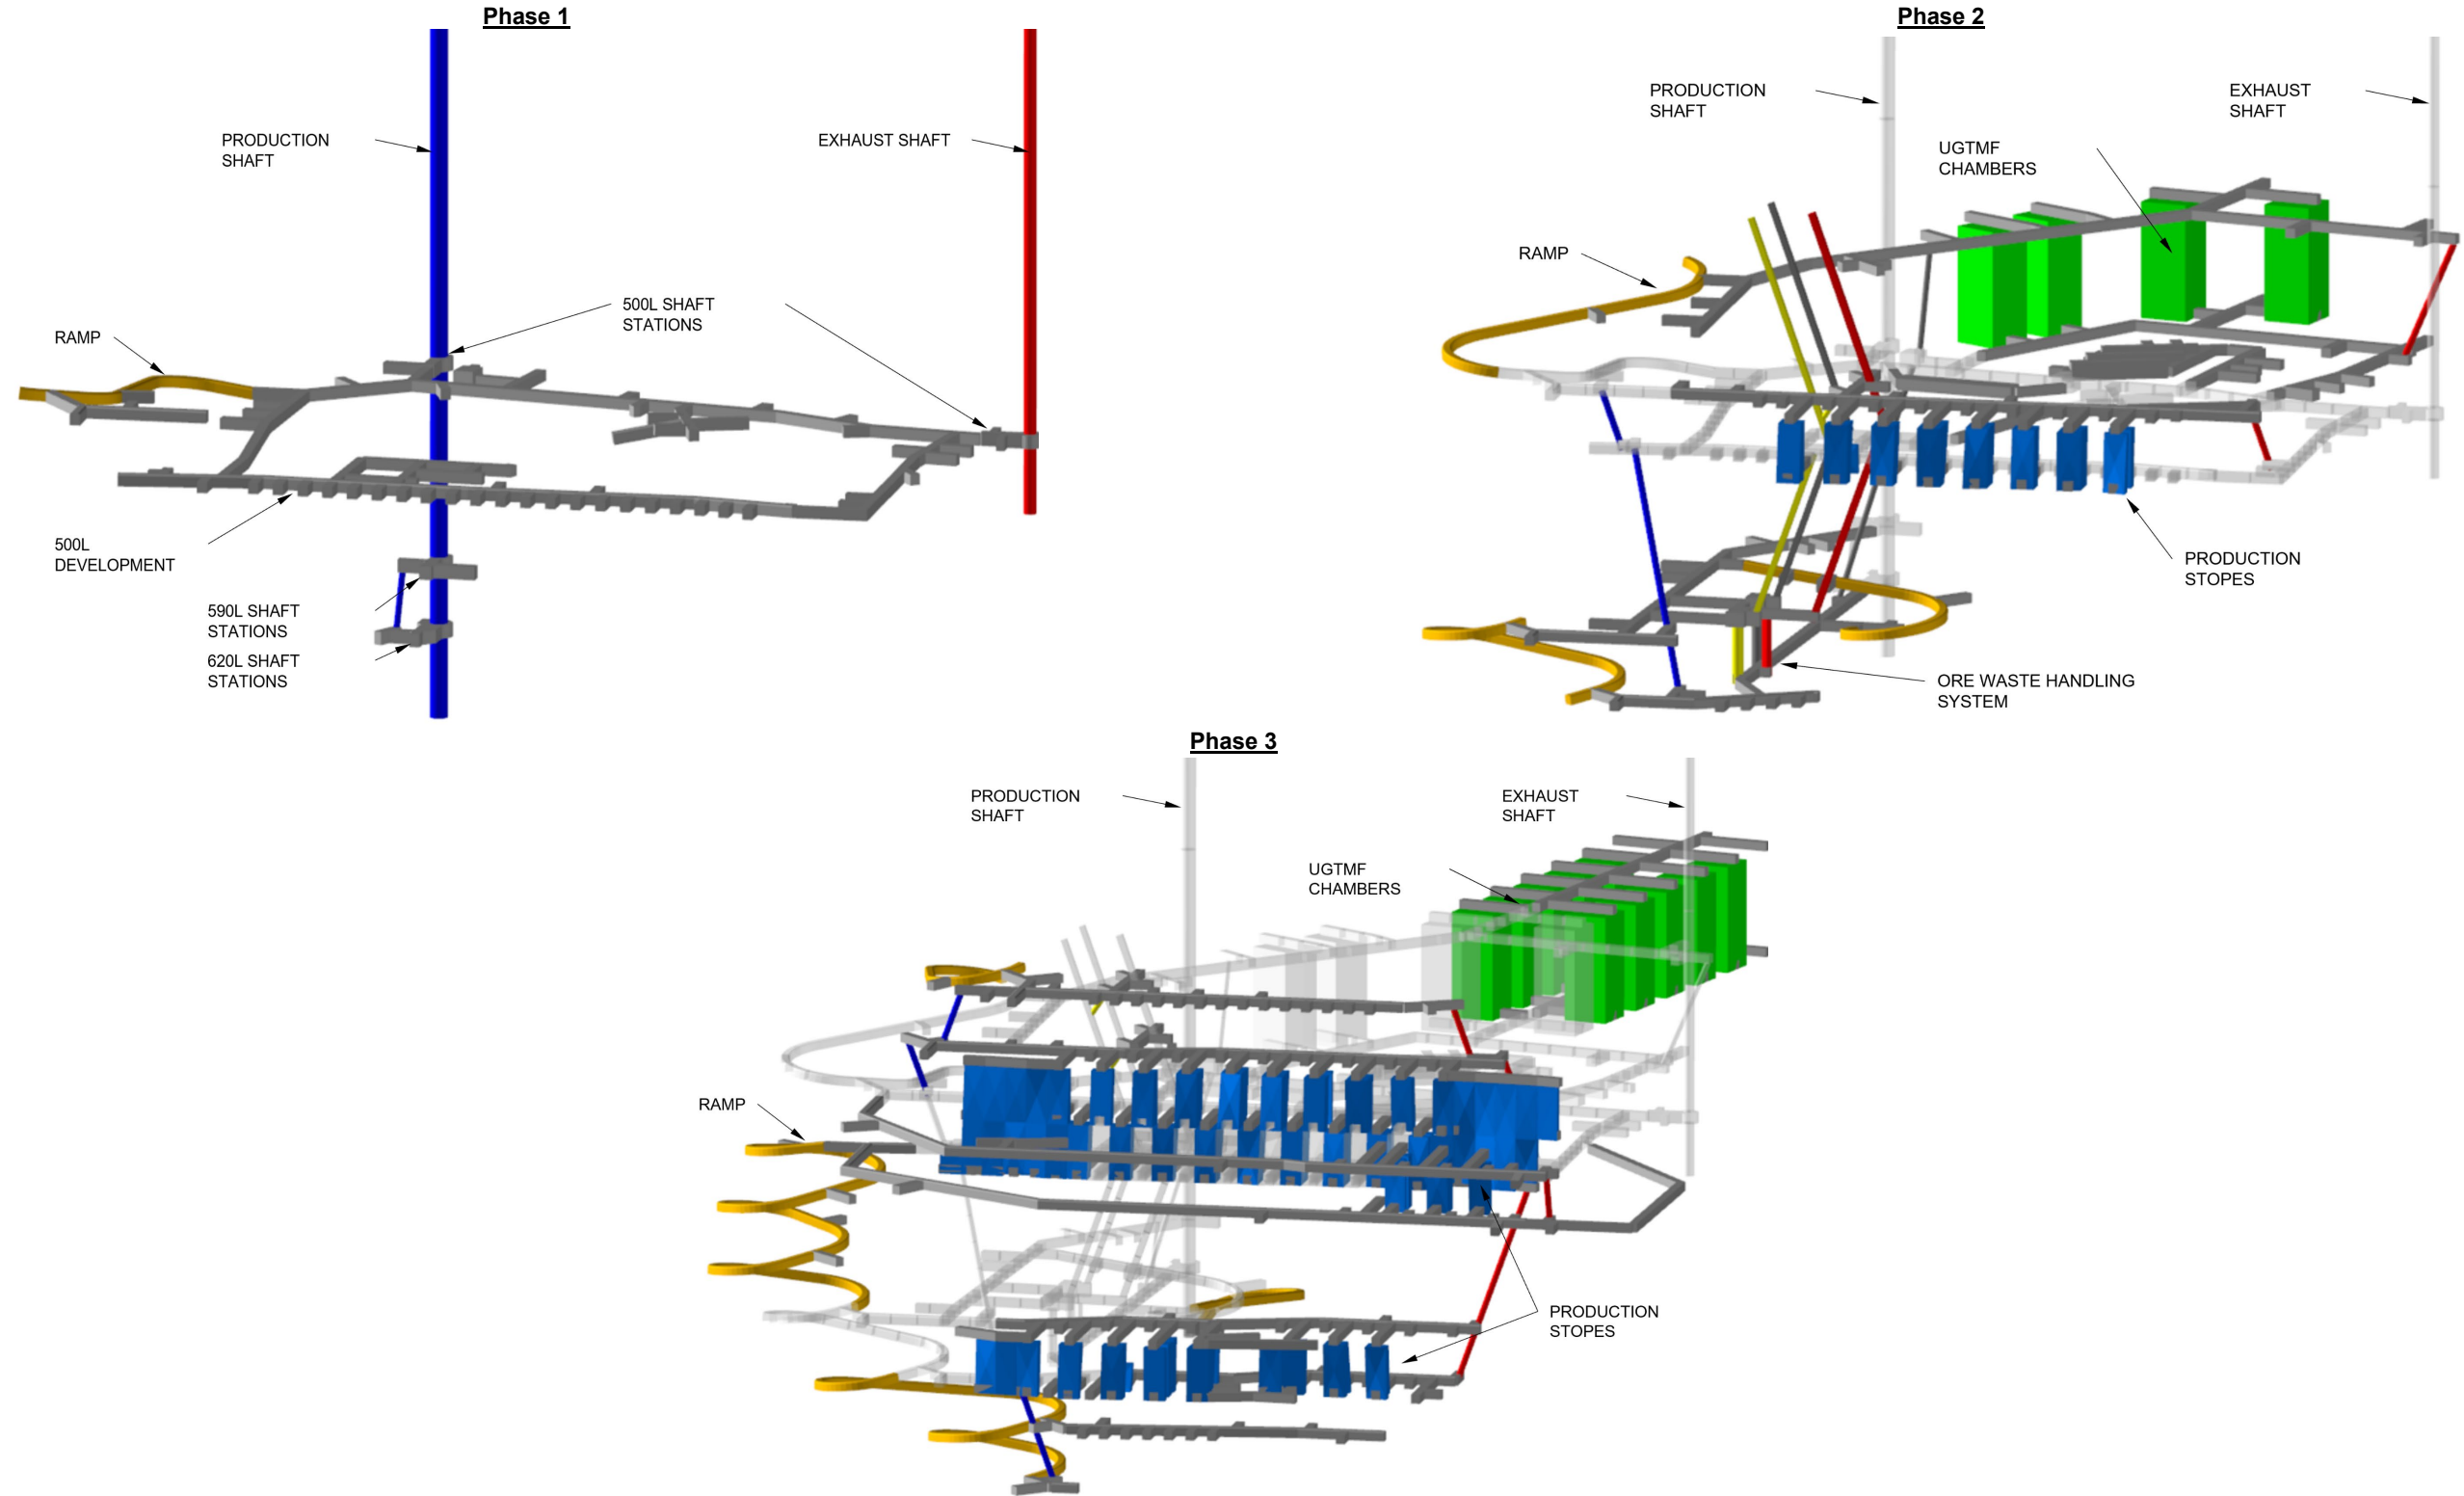 Phase 1
PRODUCTION
SHAFT
EXHAUST SHAFT
500L SHAFT
STATIONS
RAMP
500L
DEVELOPMENT
590L SHAFT
STATIONS
620L SHAFT
STATIONS
Phase 2
PRODUCTION
SHAFT
EXHAUST
SHAFT
UGTMF
CHAMBERS
RAMP
PRODUCTION
STOPES
ORE WASTE HANDLING
SYSTEM
Phase 3
PRODUCTION
SHAFT
EXHAUST
SHAFT
UGTMF
CHAMBERS
RAMP
PRODUCTION
STOPES